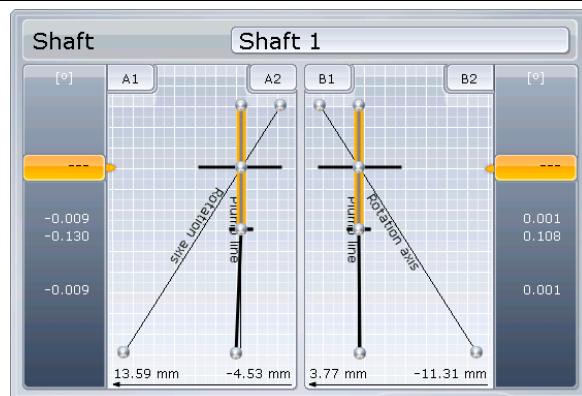 Shaft
Shaft 1
[°] A1 A2 B1 B2 [°]
--- ---
Rotation axis
Plumb line
Plumb line
Rotation axis
-0.009 0.001
-0.130 0.108
-0.009 0.001
13.59 mm -4.53 mm 3.77 mm -11.31 mm